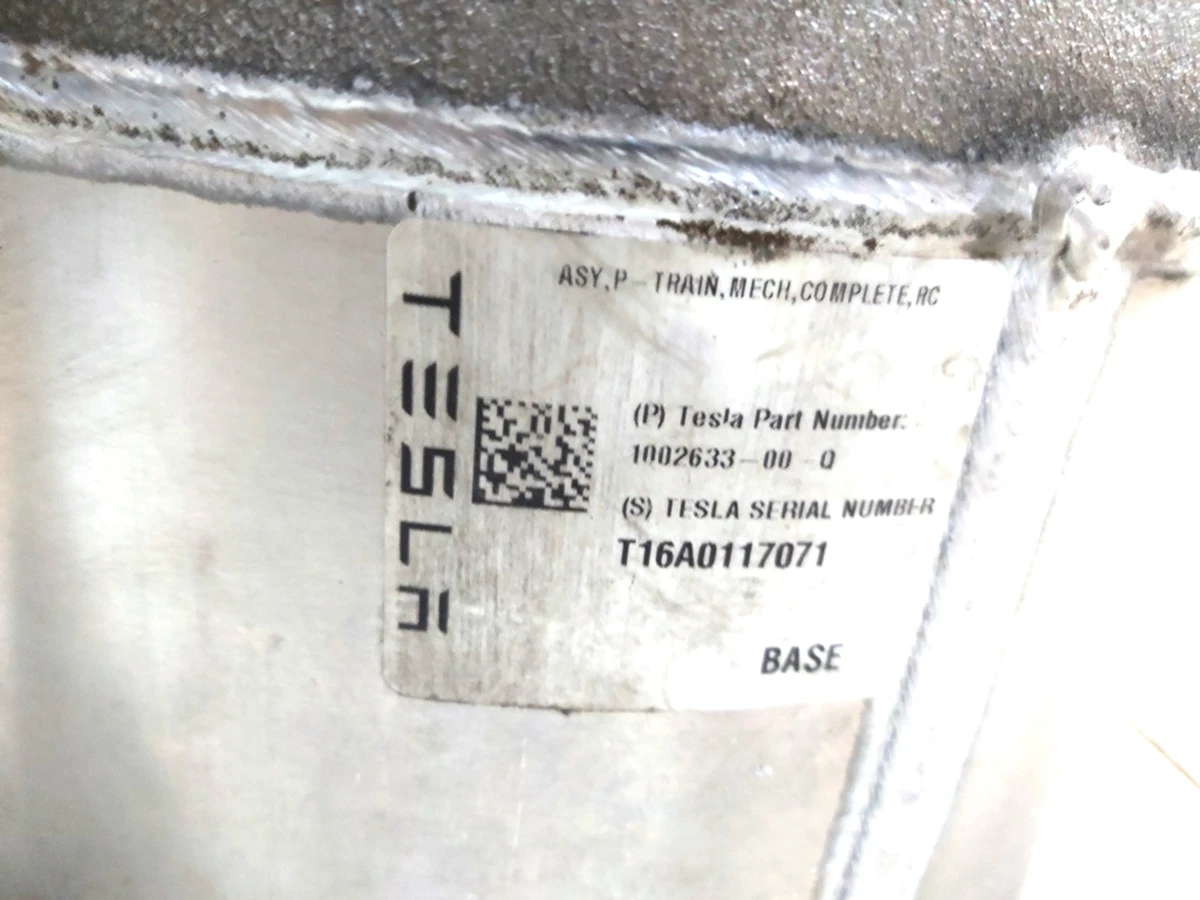 TESLA
ASY,P-TRAIN,MECH,COMPLETE,RC
(P) Tesla Part Number:
1002633-00-Q
(S) TESLA SERIAL NUMBER
T16A0117071
BASE